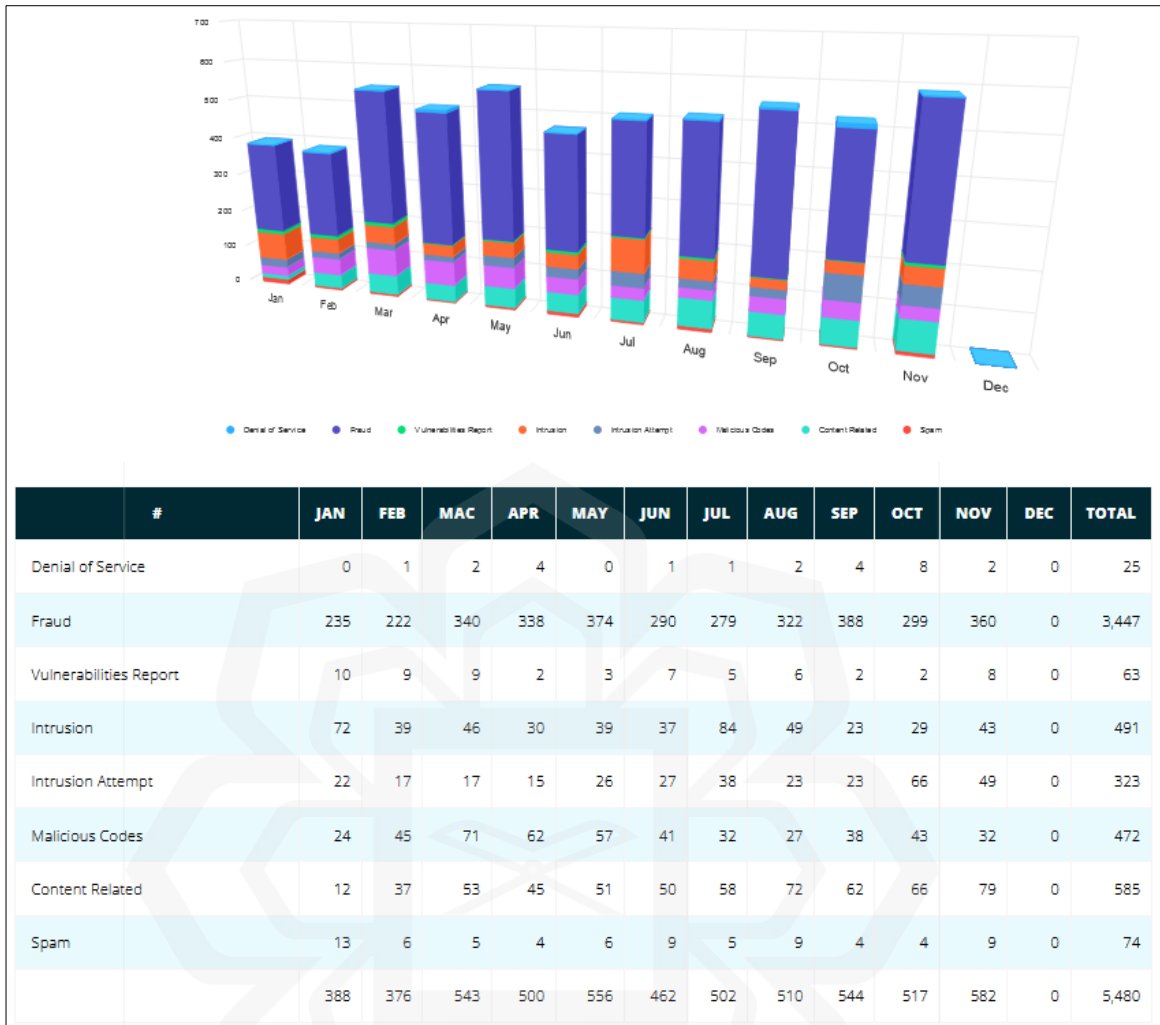 700
600
500
400
300
200
100
0
Jan Feb Mar Apr May Jun Jul Aug Sep Oct Nov Dec
Denial of Service Fraud Vulnerabilities Report Intrusion Intrusion Attempt Malicious Codes Content Related Spam
# JAN FEB MAC APR MAY JUN JUL AUG SEP OCT NOV DEC TOTAL
Denial of Service 0 1 2 4 0 1 1 2 4 8 2 0 25
Fraud 235 222 340 338 374 290 279 322 388 299 360 0 3,447
Vulnerabilities Report 10 9 9 2 3 7 5 6 2 2 8 0 63
Intrusion 72 39 46 30 39 37 84 49 23 29 43 0 491
Intrusion Attempt 22 17 17 15 26 27 38 23 23 66 49 0 323
Malicious Codes 24 45 71 62 57 41 32 27 38 43 32 0 472
Content Related 12 37 53 45 51 50 58 72 62 66 79 0 585
Spam 13 6 5 4 6 9 5 9 4 4 9 0 74
388 376 543 500 556 462 502 510 544 517 582 0 5,480